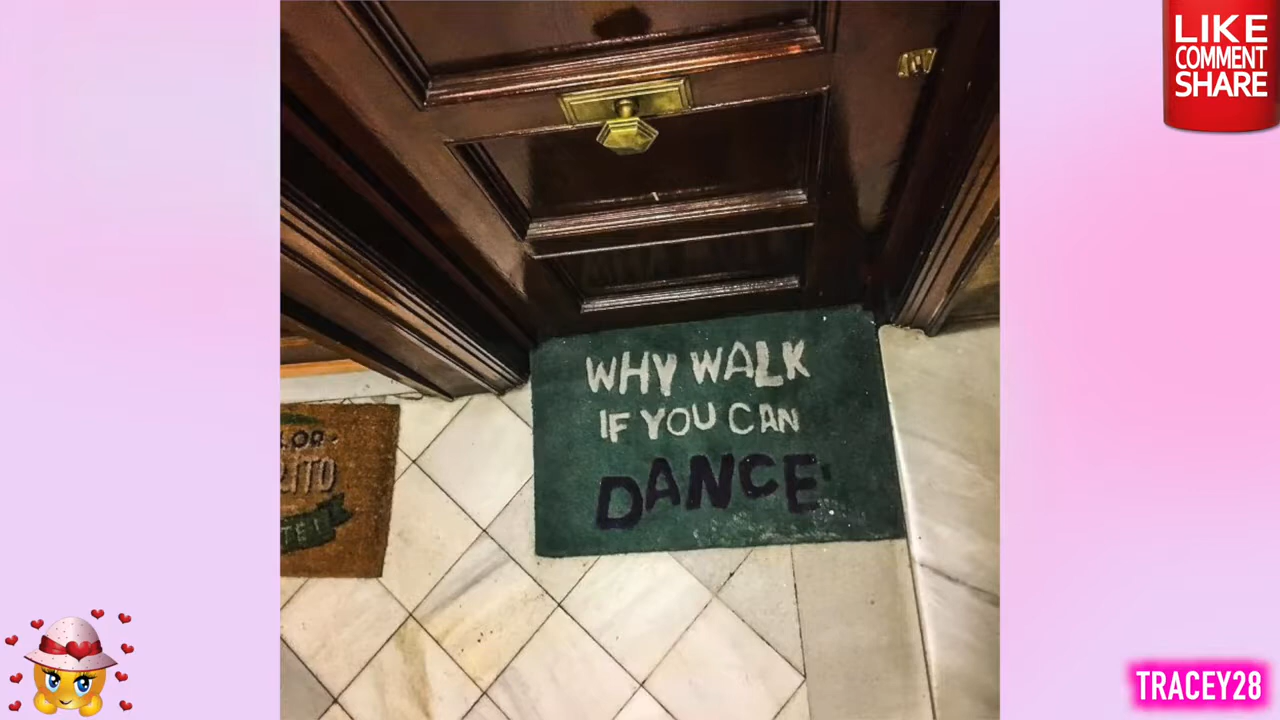 LIKE
COMMENT
SHARE
WHY WALK
IF YOU CAN
DANCE
TRACEY28